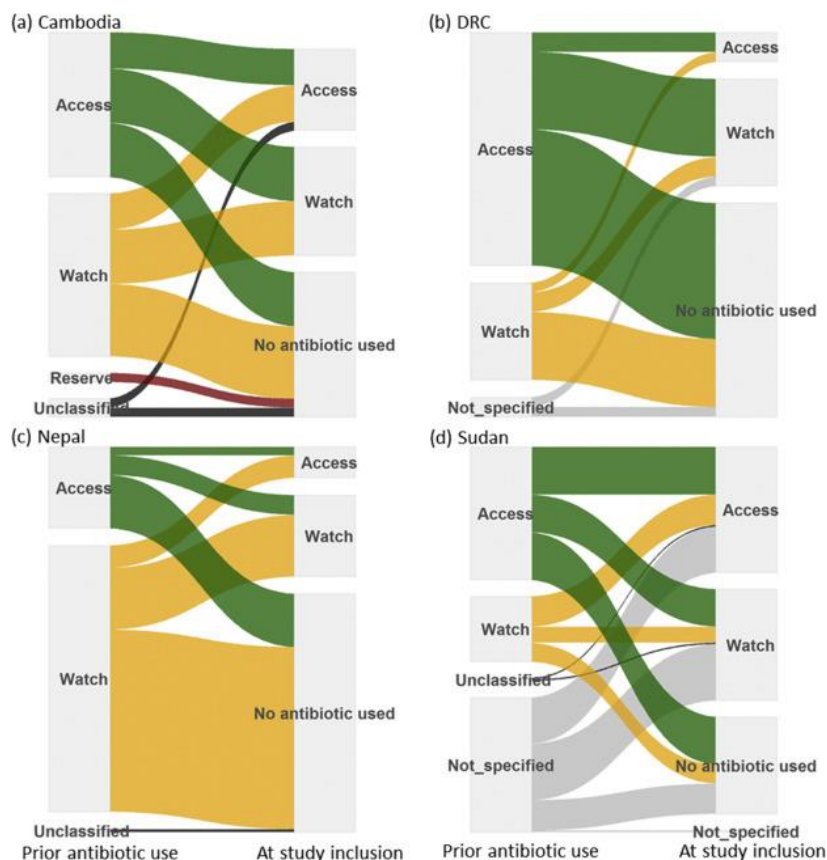 (a) Cambodia
Access
Watch
Reserve
Unclassified
Access
Watch
No antibiotic used
(b) DRC
Access
Watch
Not_specified
Access
Watch
No antibiotic used
(c) Nepal
Access
Watch
Unclassified
Access
Watch
No antibiotic used
Prior antibiotic use
At study inclusion
(d) Sudan
Access
Watch
Unclassified
Not_specified
Access
Watch
No antibiotic used
Not_specified
Prior antibiotic use
At study inclusion